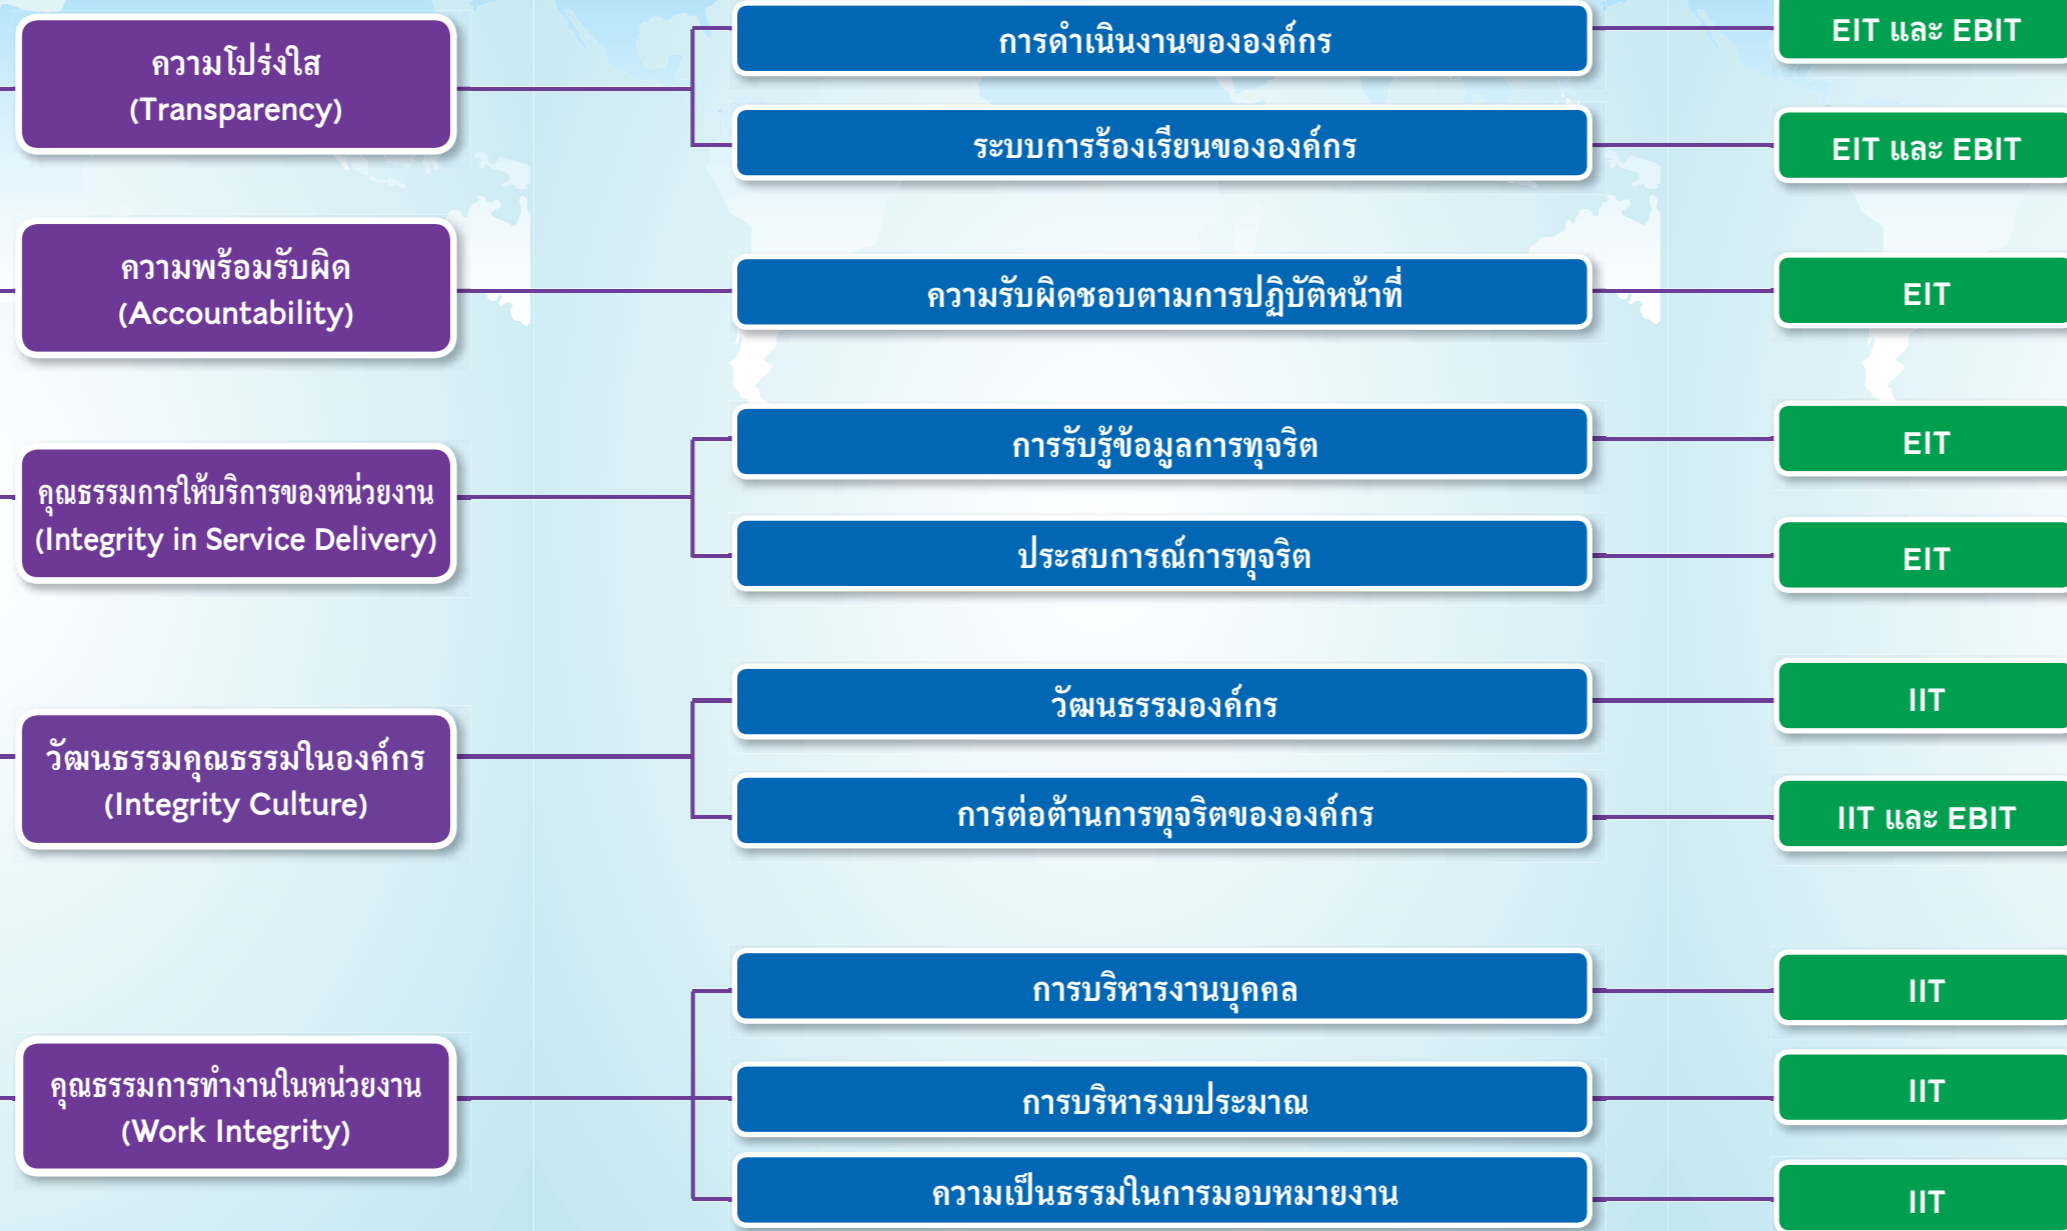 ความโปร่งใส
(Transparency)
การดำเนินงานขององค์กร
EIT และ EBIT
ระบบการร้องเรียนขององค์กร
EIT และ EBIT
ความพร้อมรับผิด
(Accountability)
ความรับผิดชอบตามการปฏิบัติหน้าที่
EIT
คุณธรรมการให้บริการของหน่วยงาน
(Integrity in Service Delivery)
การรับรู้ข้อมูลการทุจริต
EIT
ประสบการณ์การทุจริต
EIT
วัฒนธรรมคุณธรรมในองค์กร
(Integrity Culture)
วัฒนธรรมองค์กร
IIT
การต่อต้านการทุจริตขององค์กร
IIT และ EBIT
คุณธรรมการทำงานในหน่วยงาน
(Work Integrity)
การบริหารงานบุคคล
IIT
การบริหารงบประมาณ
IIT
ความเป็นธรรมในการมอบหมายงาน
IIT